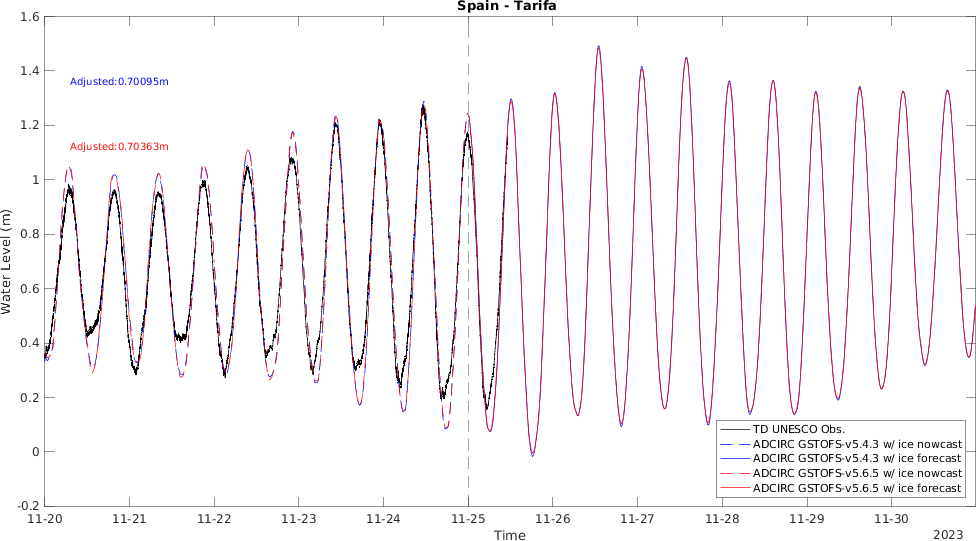 Spain - Tarifa
1.6
1.4
1.2
1
0.8
0.6
0.4
0.2
0
-0.2
Water Level (m)
Adjusted:0.70095m
Adjusted:0.70363m
TD UNESCO Obs.
ADCIRC GSTOFS-v5.4.3 w/ ice nowcast
ADCIRC GSTOFS-v5.4.3 w/ ice forecast
ADCIRC GSTOFS-v5.6.5 w/ ice nowcast
ADCIRC GSTOFS-v5.6.5 w/ ice forecast
11-20 11-21 11-22 11-23 11-24 11-25 11-26 11-27 11-28 11-29 11-30
Time
2023